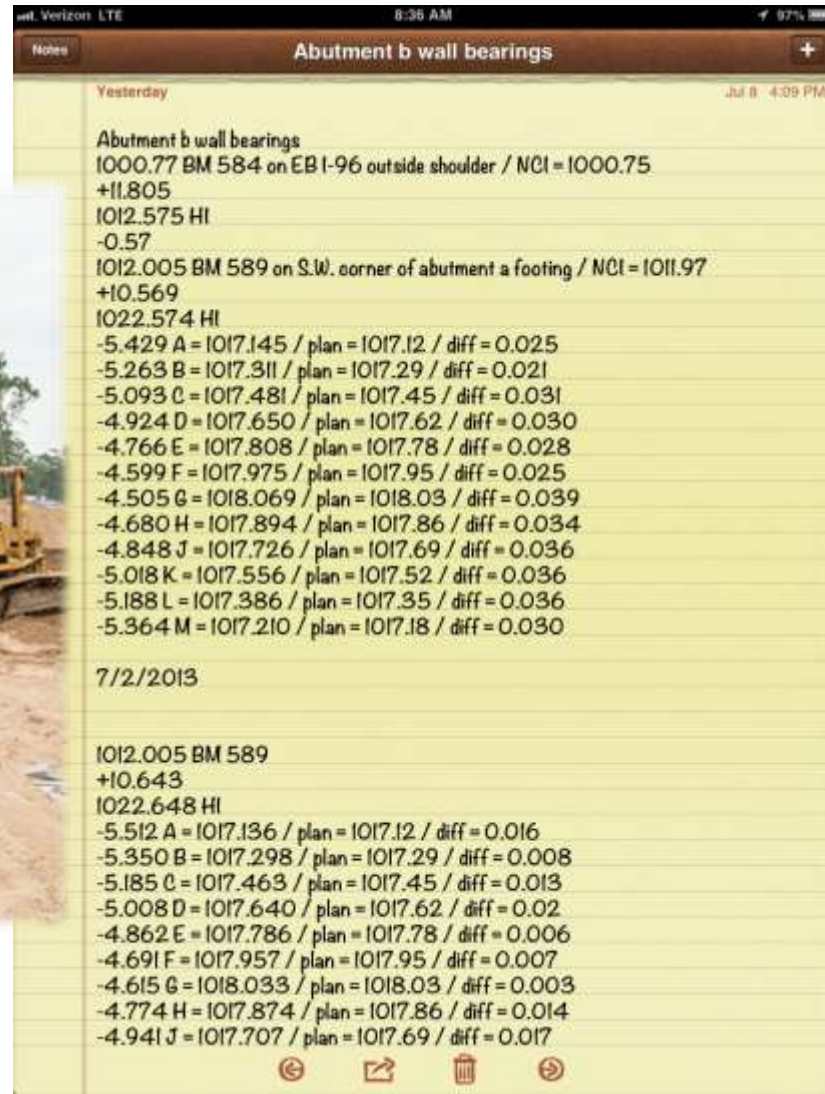 Verizon LTE 8:36 AM 97%
Notes Abutment b wall bearings +
Yesterday Jul 8 4:09 PM
Abutment b wall bearings
1000.77 BM 584 on EB I-96 outside shoulder / NCI = 1000.75
+11.805
1012.575 HI
-0.57
1012.005 BM 589 on S.W. corner of abutment a footing / NCI = 1011.97
+10.569
1022.574 HI
-5.429 A = 1017.145 / plan = 1017.12 / diff = 0.025
-5.263 B = 1017.311 / plan = 1017.29 / diff = 0.021
-5.093 C = 1017.481 / plan = 1017.45 / diff = 0.031
-4.924 D = 1017.650 / plan = 1017.62 / diff = 0.030
-4.766 E = 1017.808 / plan = 1017.78 / diff = 0.028
-4.599 F = 1017.975 / plan = 1017.95 / diff = 0.025
-4.505 G = 1018.069 / plan = 1018.03 / diff = 0.039
-4.680 H = 1017.894 / plan = 1017.86 / diff = 0.034
-4.848 J = 1017.726 / plan = 1017.69 / diff = 0.036
-5.018 K = 1017.556 / plan = 1017.52 / diff = 0.036
-5.188 L = 1017.386 / plan = 1017.35 / diff = 0.036
-5.364 M = 1017.210 / plan = 1017.18 / diff = 0.030
7/2/2013
1012.005 BM 589
+10.643
1022.648 HI
-5.512 A = 1017.136 / plan = 1017.12 / diff = 0.016
-5.350 B = 1017.298 / plan = 1017.29 / diff = 0.008
-5.185 C = 1017.463 / plan = 1017.45 / diff = 0.013
-5.008 D = 1017.640 / plan = 1017.62 / diff = 0.02
-4.862 E = 1017.786 / plan = 1017.78 / diff = 0.006
-4.691 F = 1017.957 / plan = 1017.95 / diff = 0.007
-4.615 G = 1018.033 / plan = 1018.03 / diff = 0.003
-4.774 H = 1017.874 / plan = 1017.86 / diff = 0.014
-4.941 J = 1017.707 / plan = 1017.69 / diff = 0.017